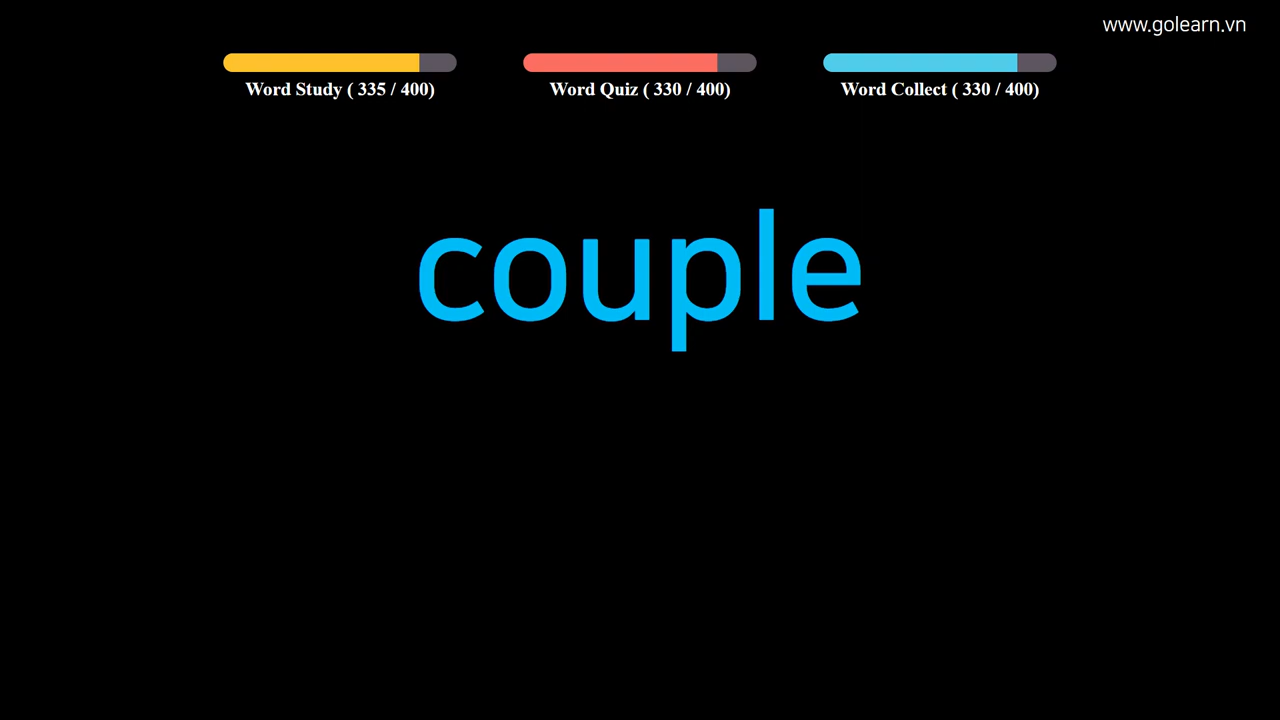 www.golearn.vn
Word Study ( 335 / 400)
Word Quiz ( 330 / 400)
Word Collect ( 330 / 400)
couple